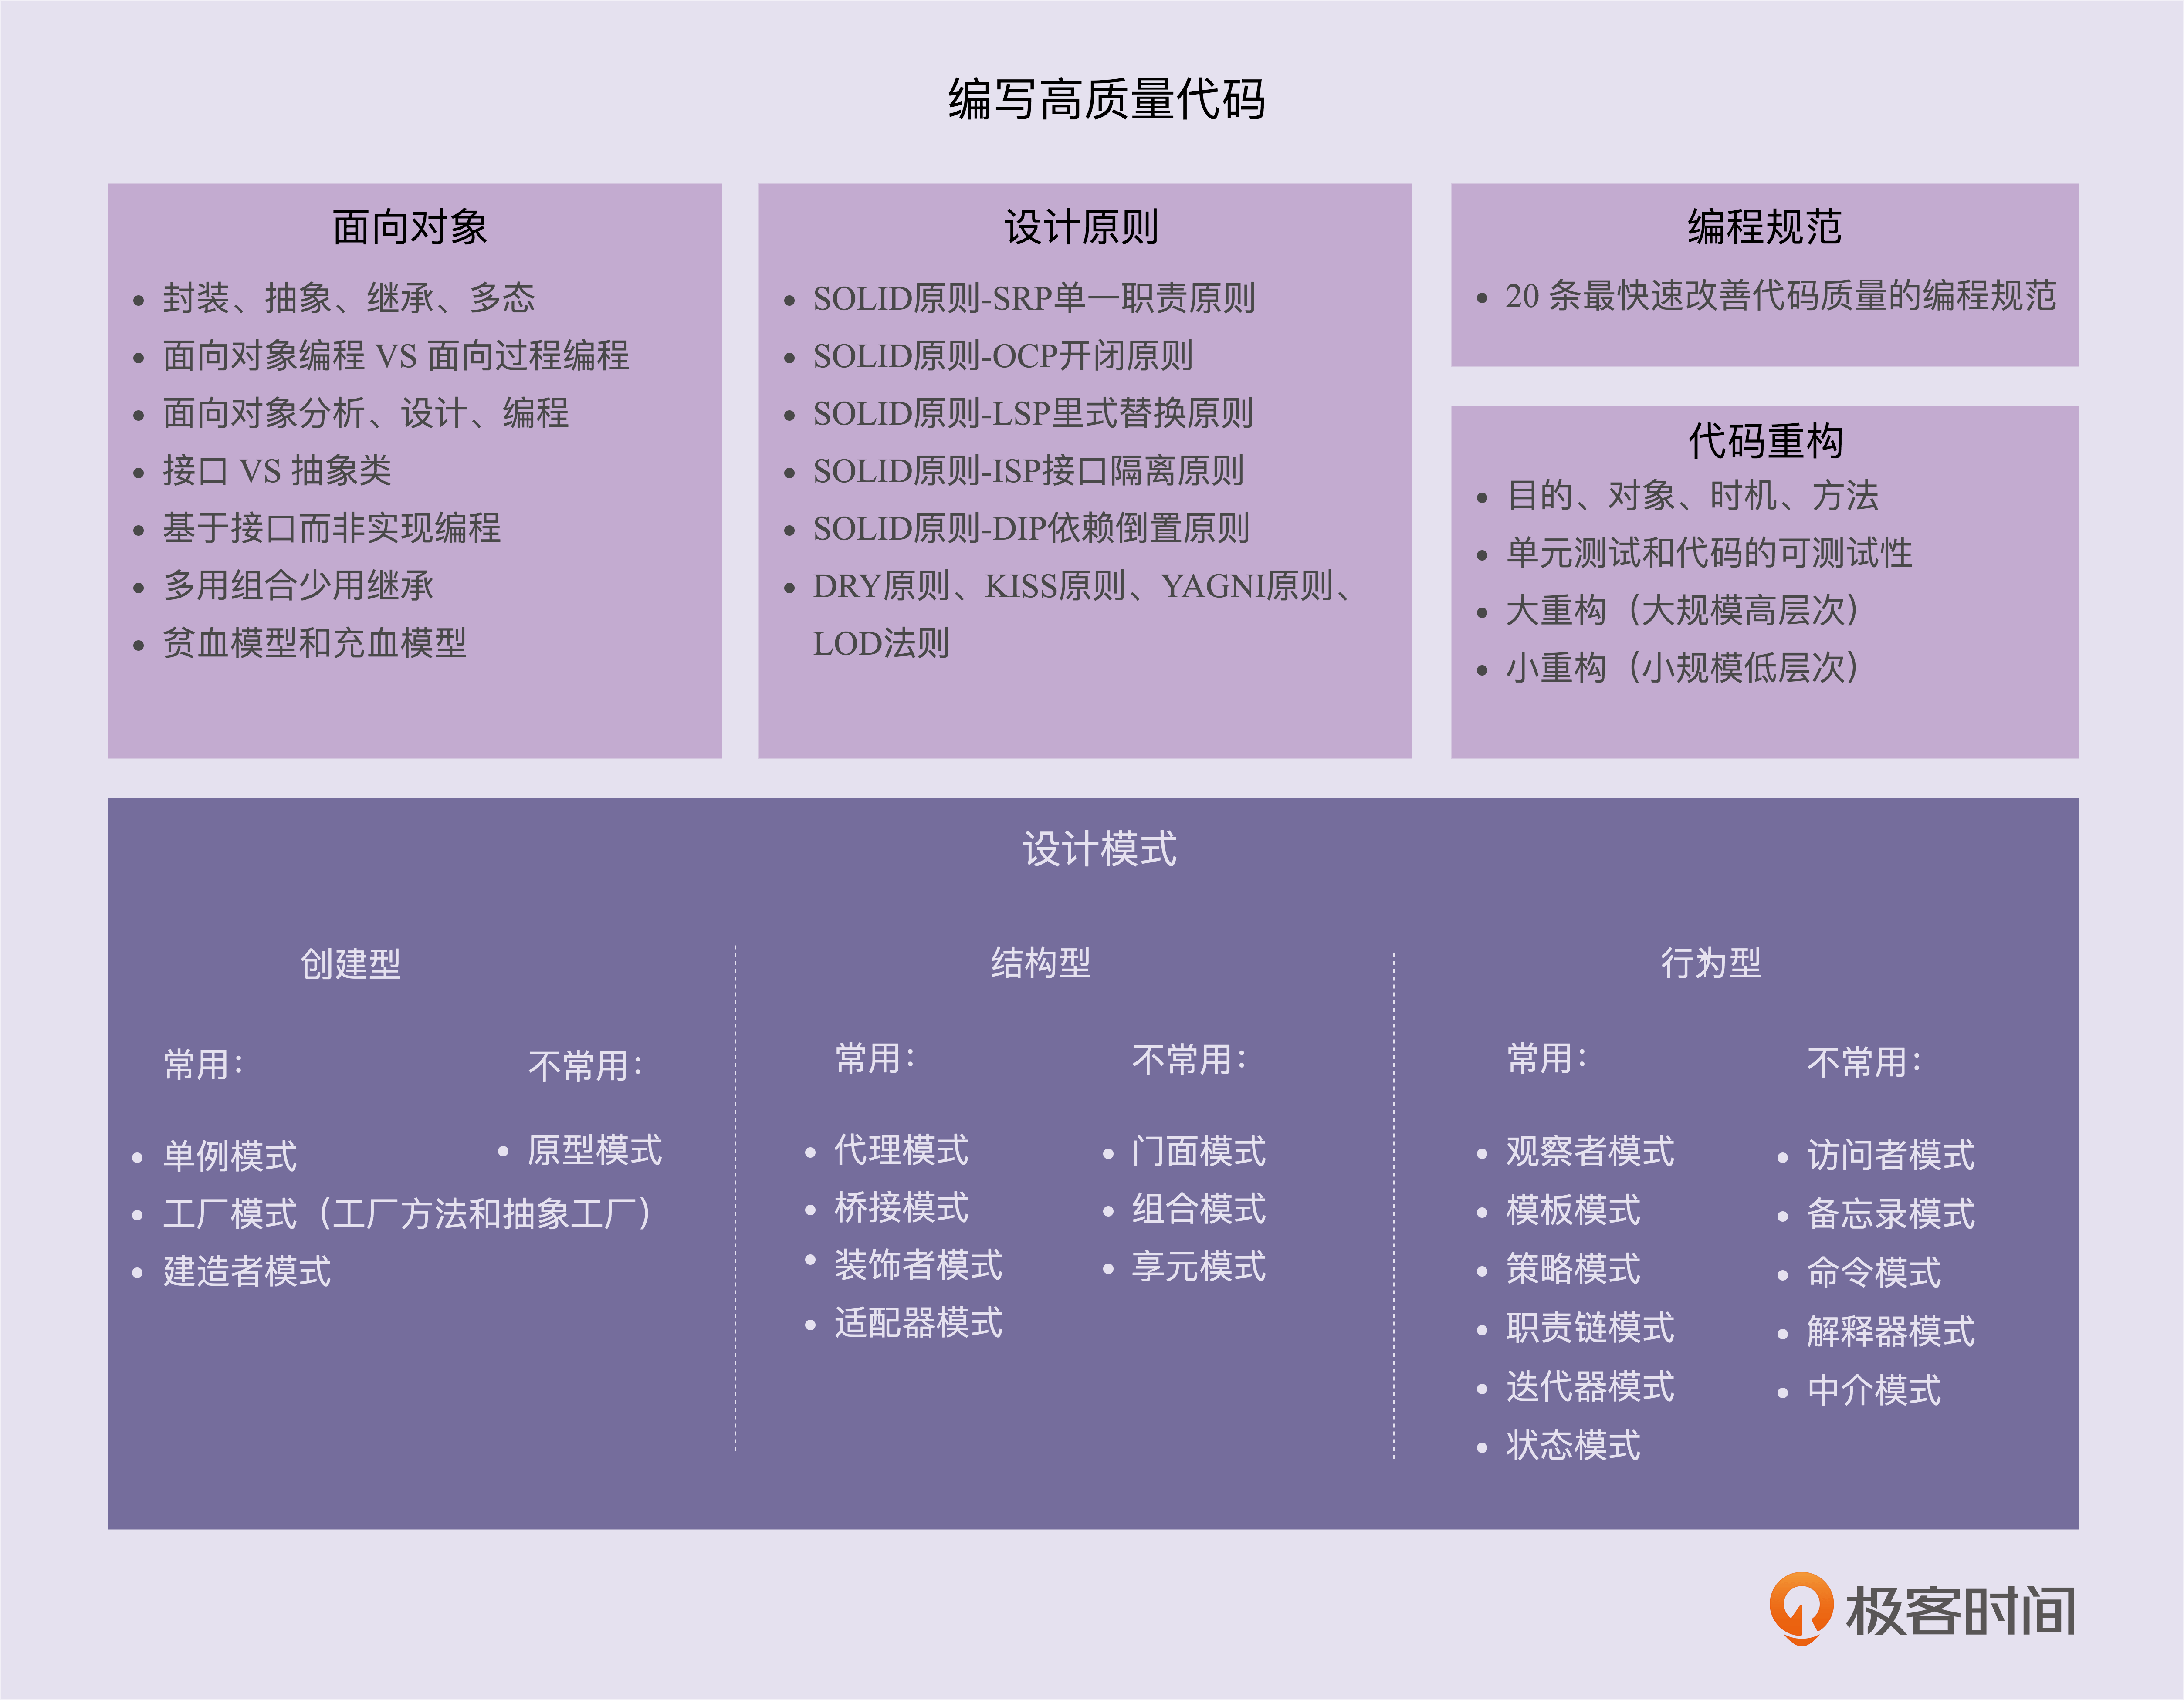 编写高质量代码
面向对象
封装、抽象、继承、多态
面向对象编程 VS 面向过程编程
面向对象分析、设计、编程
接口 VS 抽象类
基于接口而非实现编程
多用组合少用继承
贫血模型和充血模型
设计原则
SOLID原则-SRP单一职责原则
SOLID原则-OCP开闭原则
SOLID原则-LSP里式替换原则
SOLID原则-ISP接口隔离原则
SOLID原则-DIP依赖倒置原则
DRY原则、KISS原则、YAGNI原则、
LOD法则
编程规范
20 条最快速改善代码质量的编程规范
代码重构
目的、对象、时机、方法
单元测试和代码的可测试性
大重构（大规模高层次）
小重构（小规模低层次）
设计模式
创建型
常用：
单例模式
工厂模式（工厂方法和抽象工厂）
建造者模式
不常用：
原型模式
结构型
常用：
代理模式
桥接模式
装饰者模式
适配器模式
不常用：
门面模式
组合模式
享元模式
行为型
常用：
观察者模式
模板模式
策略模式
职责链模式
迭代器模式
状态模式
不常用：
访问者模式
备忘录模式
命令模式
解释器模式
中介模式
极客时间